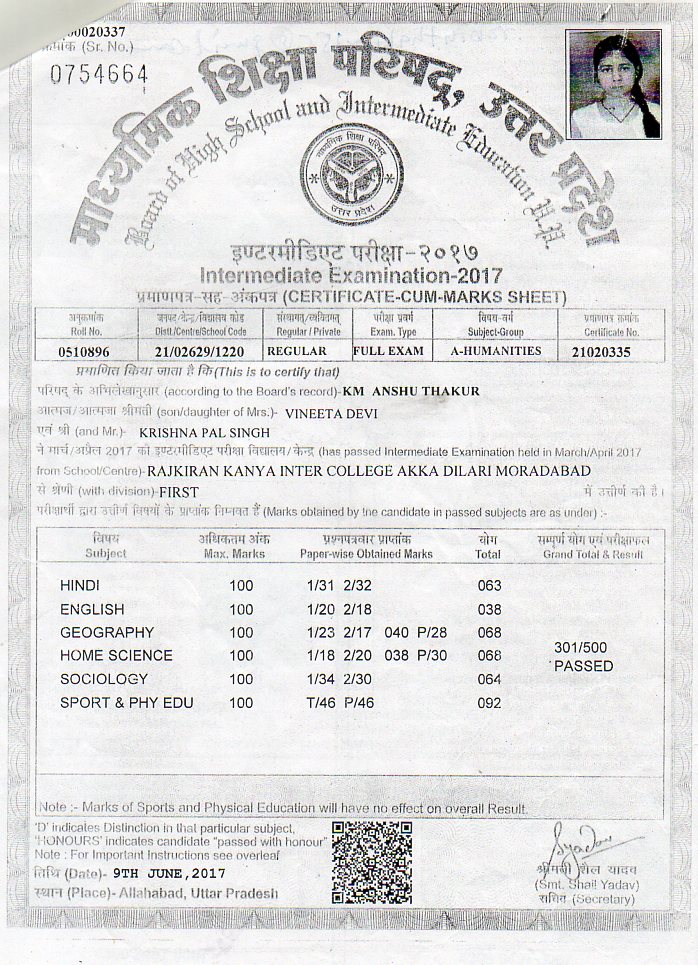 00020337
क्रमांक (Sr. No.)
0754664
माध्यमिक शिक्षा परिषद्, उत्तर प्रदेश
Board of High School and Intermediate Education U.P.
माध्यमिक शिक्षा परिषद
उत्तर प्रदेश
इण्टरमीडिएट परीक्षा-२०१७
Intermediate Examination-2017
प्रमाणपत्र-सह-अंकपत्र (CERTIFICATE-CUM-MARKS SHEET)
अनुक्रमांक जनपद/केन्द्र/विद्यालय कोड संस्थागत/व्यक्तिगत परीक्षा प्रवर्ग विषय-वर्ग प्रमाणपत्र क्रमांक
Roll No. Distt./Centre/School Code Regular / Private Exam. Type Subject-Group Certificate No.
0510896 21/02629/1220 REGULAR FULL EXAM A-HUMANITIES 21020335
प्रमाणित किया जाता है कि(This is to certify that)
परिषद् के अभिलेखानुसार (according to the Board's record)-KM ANSHU THAKUR
आत्मज/आत्मजा श्रीमती (son/daughter of Mrs.)- VINEETA DEVI
एवं श्री (and Mr.)- KRISHNA PAL SINGH
ने मार्च/अप्रैल 2017 की इण्टरमीडिएट परीक्षा विद्यालय/केन्द्र (has passed Intermediate Examination held in March/April 2017
from School/Centre)-RAJKIRAN KANYA INTER COLLEGE AKKA DILARI MORADABAD
से श्रेणी (with division)-FIRST में उत्तीर्ण की है।
परीक्षार्थी द्वारा उत्तीर्ण विषयों के प्राप्तांक निम्नवत हैं (Marks obtained by the candidate in passed subjects are as under) :-
विषय अधिकतम अंक प्रश्नपत्रवार प्राप्तांक योग सम्पूर्ण योग एवं परीक्षाफल
Subject Max. Marks Paper-wise Obtained Marks Total Grand Total & Result
HINDI 100 1/31 2/32 063
ENGLISH 100 1/20 2/18 038
GEOGRAPHY 100 1/23 2/17 040 P/28 068
HOME SCIENCE 100 1/18 2/20 038 P/30 068
301/500
PASSED
SOCIOLOGY 100 1/34 2/30 064
SPORT & PHY EDU 100 T/46 P/46 092
Note :- Marks of Sports and Physical Education will have no effect on overall Result.
'D' indicates Distinction in that particular subject,
'HONOURS' indicates candidate "passed with honour"
Note : For Important Instructions see overleaf
तिथि (Date)- 9TH JUNE,2017
स्थान (Place)- Allahabad, Uttar Pradesh
Syadav
श्रीमती शैल यादव
(Smt. Shail Yadav)
सचिव (Secretary)